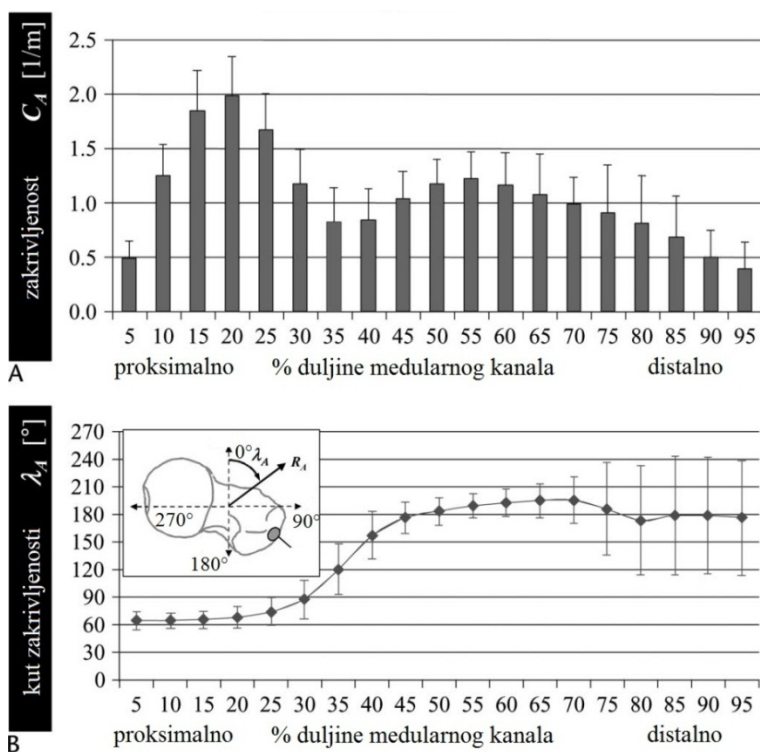 zakrivljenost C_A [1/m]
2.5
2.0
1.5
1.0
0.5
0.0
5 10 15 20 25 30 35 40 45 50 55 60 65 70 75 80 85 90 95
proksimalno % duljine medularnog kanala distalno
A
kut zakrivljenosti λ_A [°]
270
240
210
180
150
120
90
60
30
0
0° λ_A R_A
270° 90°
180°
5 10 15 20 25 30 35 40 45 50 55 60 65 70 75 80 85 90 95
proksimalno % duljine medularnog kanala distalno
B